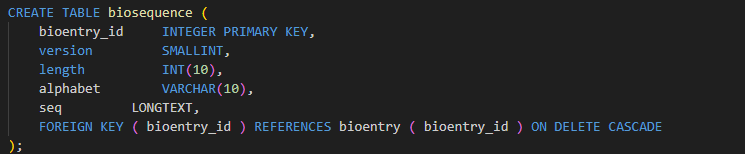 CREATE TABLE biosequence (
    bioentry_id     INTEGER PRIMARY KEY,
    version         SMALLINT,
    length          INT(10),
    alphabet        VARCHAR(10),
    seq         LONGTEXT,
    FOREIGN KEY ( bioentry_id ) REFERENCES bioentry ( bioentry_id ) ON DELETE CASCADE
);